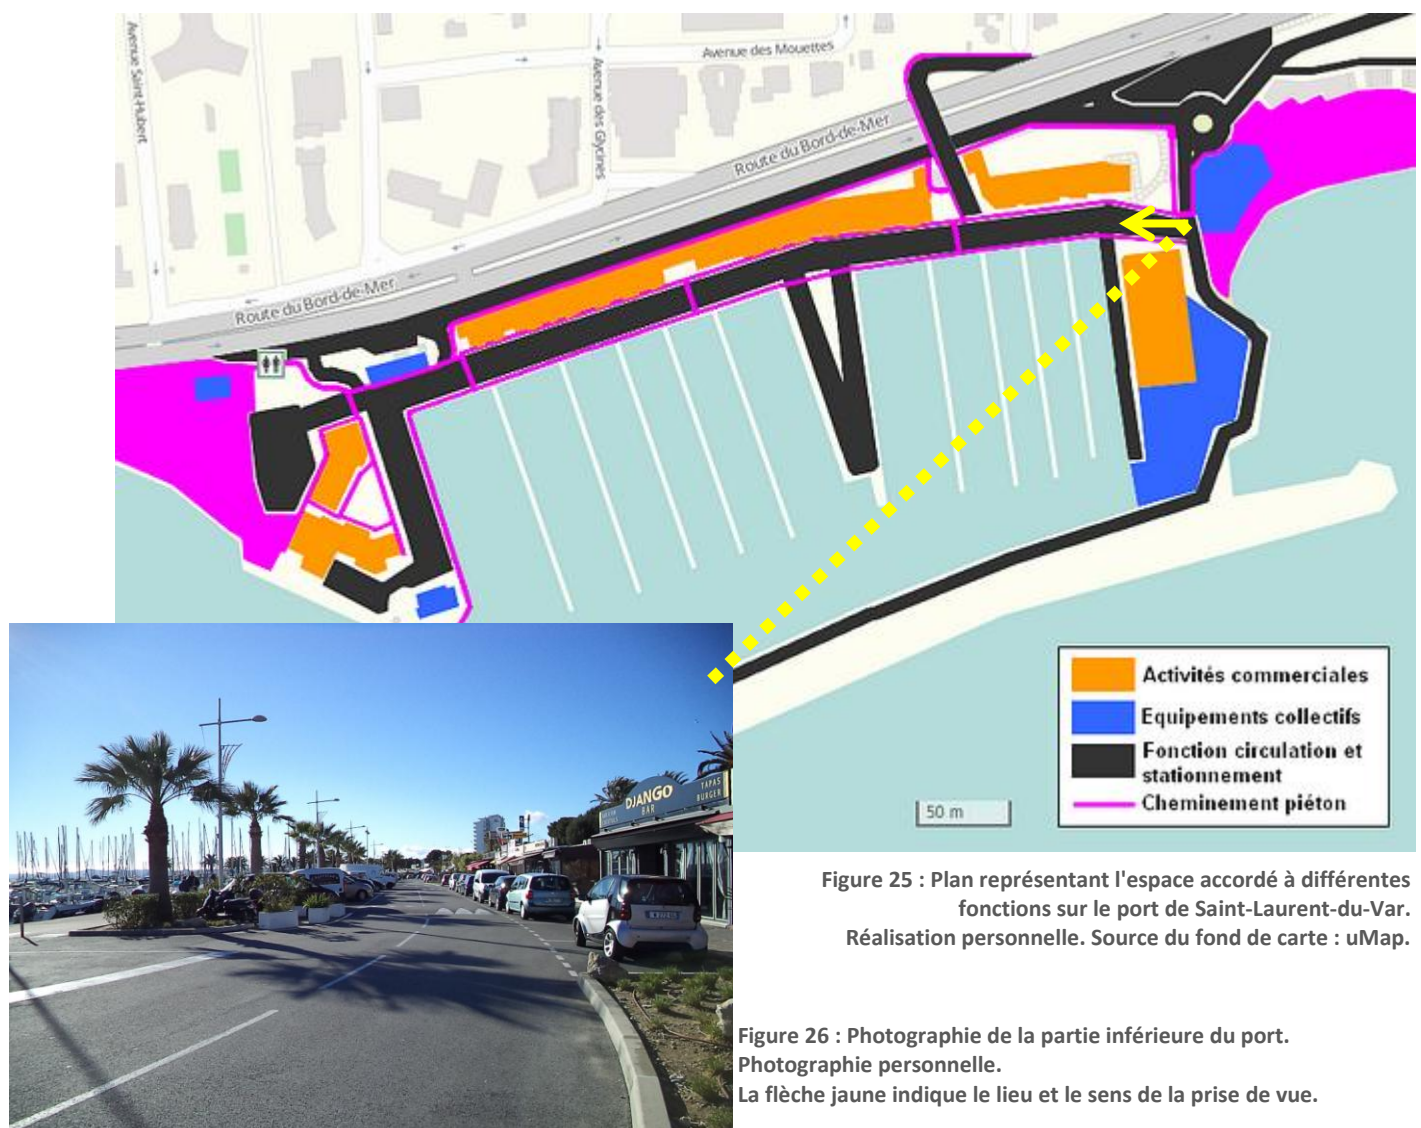 Avenue Saint-Hubert
Avenue des Mouettes
Avenue des Glycines
Route du Bord-de-Mer
Route du Bord-de-Mer
Activités commerciales
Equipements collectifs
Fonction circulation et
stationnement
Cheminement piéton
50 m
DJANGO
BAR
TAPAS
BURGER
Figure 25 : Plan représentant l'espace accordé à différentes
fonctions sur le port de Saint-Laurent-du-Var.
Réalisation personnelle. Source du fond de carte : uMap.
Figure 26 : Photographie de la partie inférieure du port.
Photographie personnelle.
La flèche jaune indique le lieu et le sens de la prise de vue.